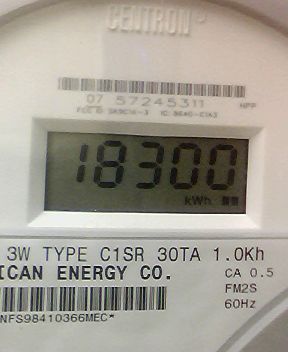 CENTRON
07 57245311 HPP
18300
kWh
3W TYPE C1SR 30TA 1.0Kh
ICAN ENERGY CO.
CA 0.5
FM2S
60Hz
NFS98410366MEC*